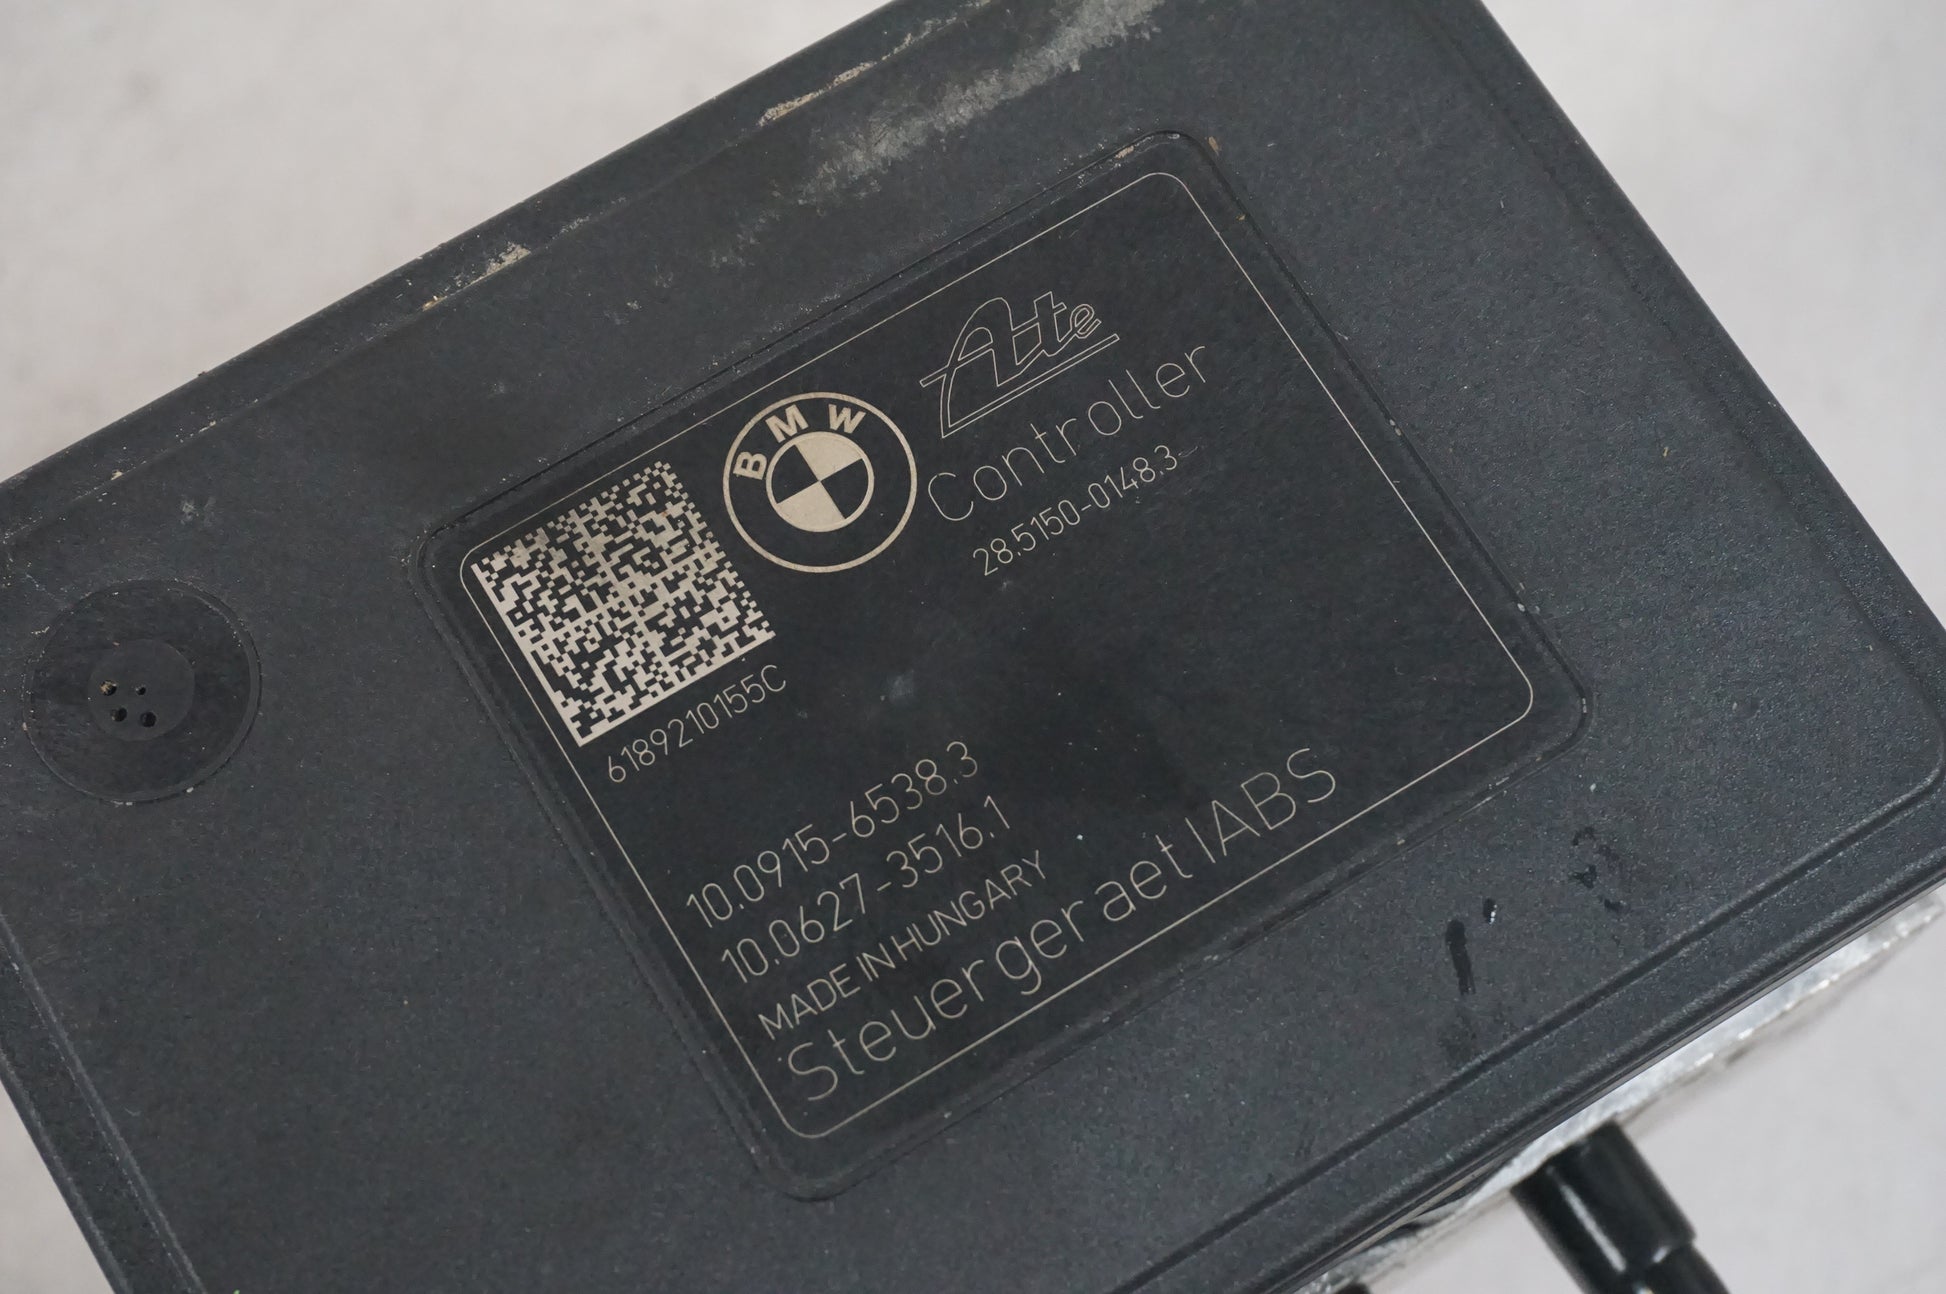 BMW
Ate
Controller
28.5150-0148.3
6189210155C
10.0915-6538.3
10.0627-3516.1
MADE IN HUNGARY
Steuergeraet IABS